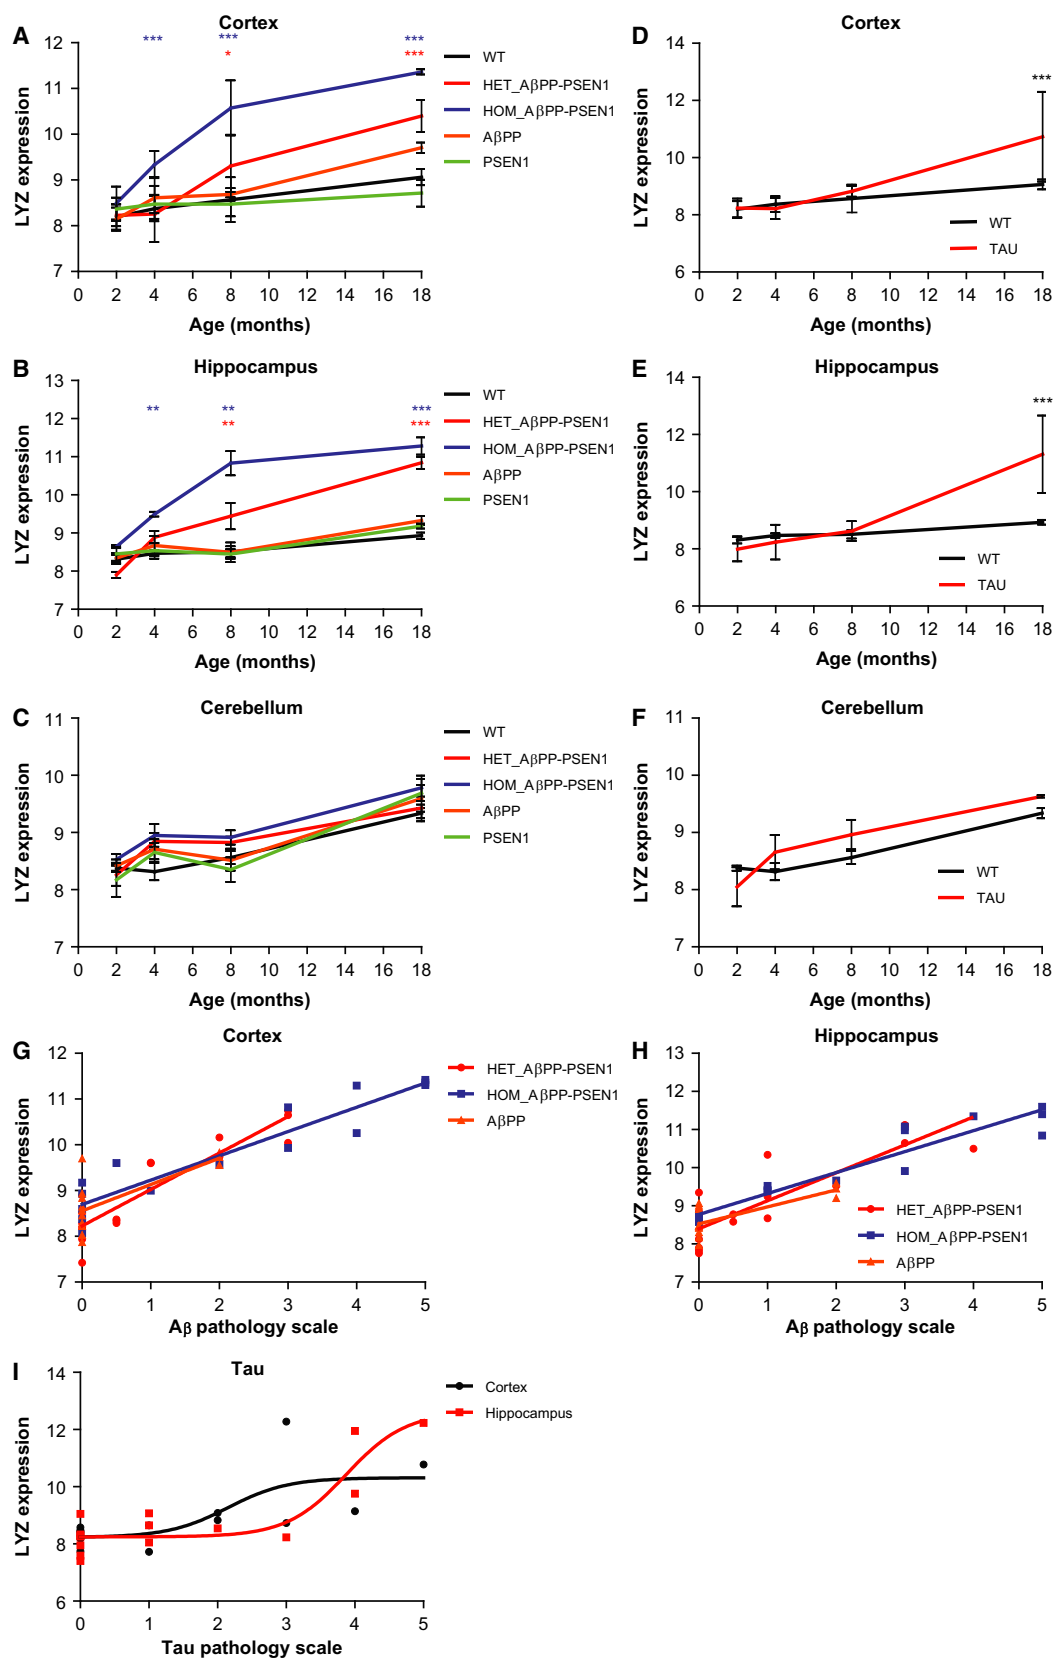 A
Cortex
LYZ expression
12
11
10
9
8
7
0 2 4 6 8 10 12 14 16 18
Age (months)
*** *** ***
* ***
WT
HET_AβPP-PSEN1
HOM_AβPP-PSEN1
AβPP
PSEN1
D
Cortex
LYZ expression
14
12
10
8
6
0 2 4 6 8 10 12 14 16 18
Age (months)
***
WT
TAU
B
Hippocampus
LYZ expression
13
12
11
10
9
8
7
0 2 4 6 8 10 12 14 16 18
Age (months)
** ** ***
** ***
WT
HET_AβPP-PSEN1
HOM_AβPP-PSEN1
AβPP
PSEN1
E
Hippocampus
LYZ expression
14
12
10
8
6
0 2 4 6 8 10 12 14 16 18
Age (months)
***
WT
TAU
C
Cerebellum
LYZ expression
11
10
9
8
7
0 2 4 6 8 10 12 14 16 18
Age (months)
WT
HET_AβPP-PSEN1
HOM_AβPP-PSEN1
AβPP
PSEN1
F
Cerebellum
LYZ expression
11
10
9
8
7
0 2 4 6 8 10 12 14 16 18
Age (months)
WT
TAU
G
Cortex
LYZ expression
12
11
10
9
8
7
0 1 2 3 4 5
Aβ pathology scale
HET_AβPP-PSEN1
HOM_AβPP-PSEN1
AβPP
H
Hippocampus
LYZ expression
13
12
11
10
9
8
7
0 1 2 3 4 5
Aβ pathology scale
HET_AβPP-PSEN1
HOM_AβPP-PSEN1
AβPP
I
Tau
LYZ expression
14
12
10
8
6
0 1 2 3 4 5
Tau pathology scale
Cortex
Hippocampus